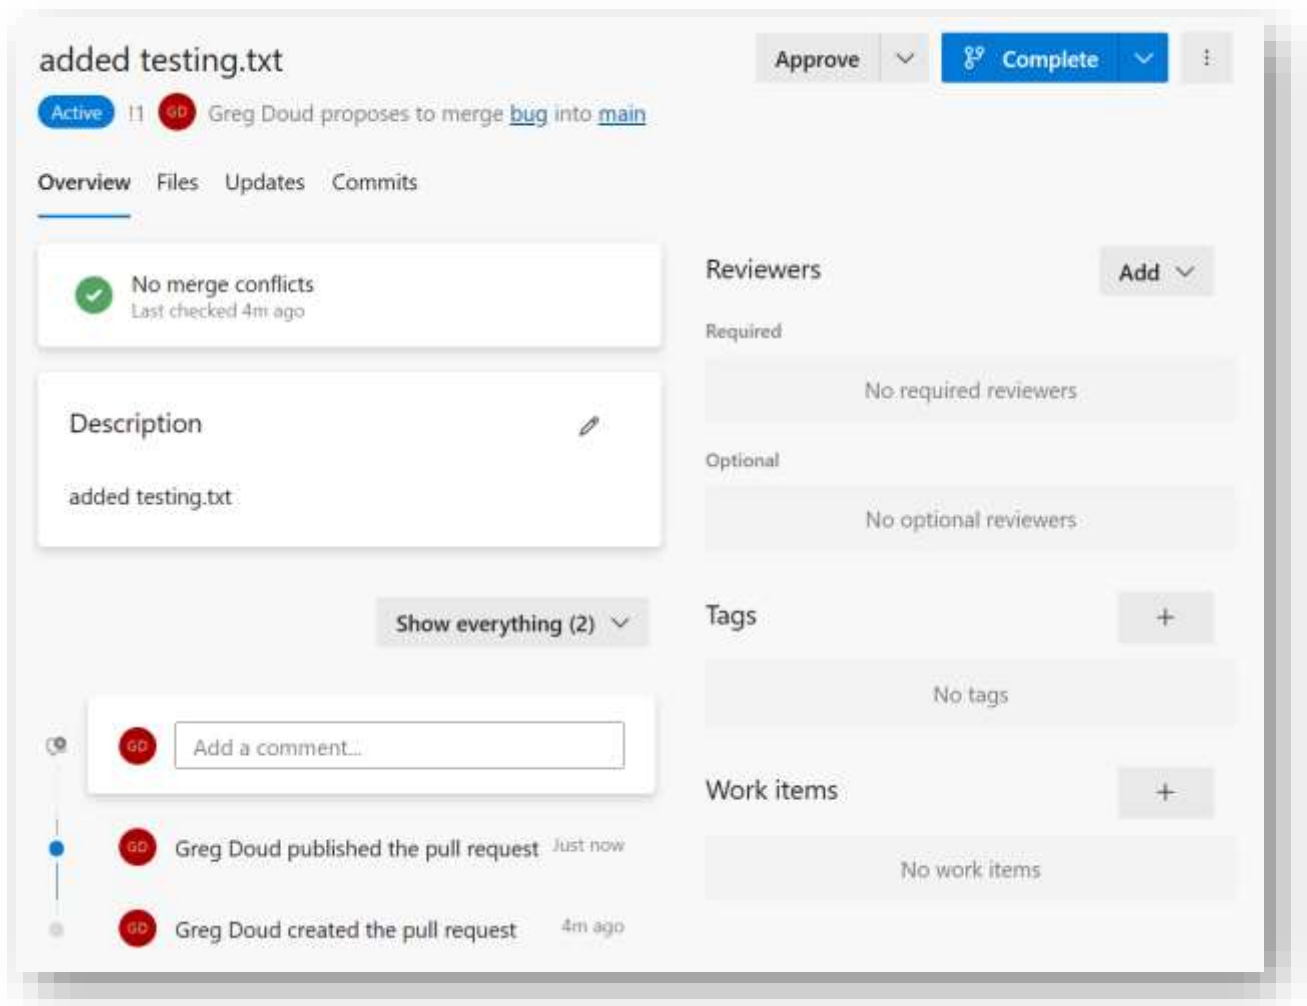 added testing.txt
Approve
Complete
Active !1 GD Greg Doud proposes to merge bug into main
Overview Files Updates Commits
No merge conflicts
Last checked 4m ago
Description
added testing.txt
Show everything (2)
GD Add a comment...
GD Greg Doud published the pull request Just now
GD Greg Doud created the pull request 4m ago
Reviewers Add
Required
No required reviewers
Optional
No optional reviewers
Tags +
No tags
Work items +
No work items